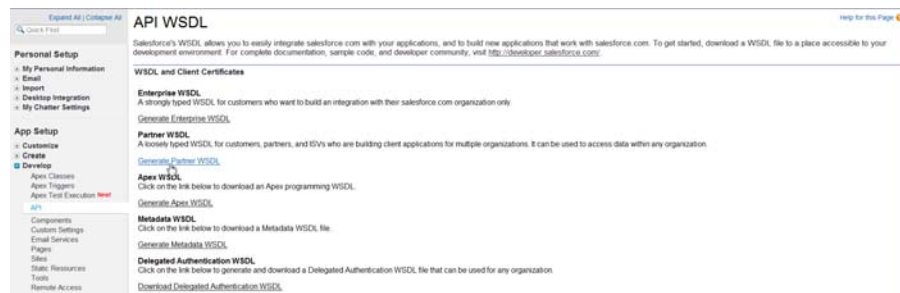 Expand All | Collapse All
Quick Find
Personal Setup
My Personal Information
Email
Import
Desktop Integration
My Chatter Settings
App Setup
Customize
Create
Develop
Apex Classes
Apex Triggers
Apex Test Execution New!
API
Components
Custom Settings
Email Services
Pages
Sites
Static Resources
Tools
Remote Access
API WSDL
Help for this Page
Salesforce's WSDL allows you to easily integrate salesforce.com with your applications, and to build new applications that work with salesforce.com. To get started, download a WSDL file to a place accessible to your
development environment. For complete documentation, sample code, and developer community, visit http://developer.salesforce.com/
WSDL and Client Certificates
Enterprise WSDL
A strongly typed WSDL for customers who want to build an integration with their salesforce.com organization only.
Generate Enterprise WSDL
Partner WSDL
A loosely typed WSDL for customers, partners, and ISVs who are building client applications for multiple organizations. It can be used to access data within any organization.
Generate Partner WSDL
Apex WSDL
Click on the link below to download an Apex programming WSDL.
Generate Apex WSDL
Metadata WSDL
Click on the link below to download a Metadata WSDL file.
Generate Metadata WSDL
Delegated Authentication WSDL
Click on the link below to generate and download a Delegated Authentication WSDL file that can be used for any organization.
Download Delegated Authentication WSDL